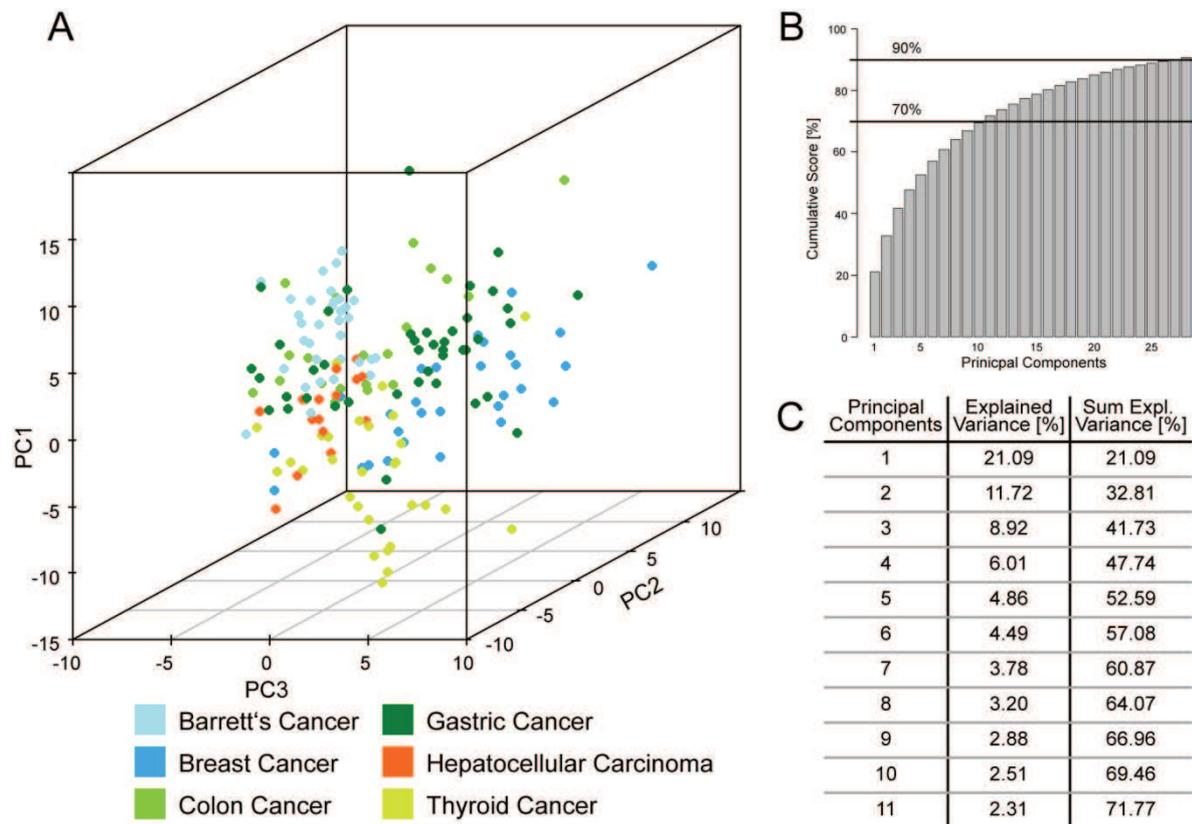 A
PC1
15
10
5
0
-5
-10
-15
-10
-5
0
5
10
PC3
-10
-5
0
5
10
PC2
Barrett‘s Cancer
Breast Cancer
Colon Cancer
Gastric Cancer
Hepatocellular Carcinoma
Thyroid Cancer
B
Cumulative Score [%]
100
80
60
40
20
0
90%
70%
1 5 10 15 20 25
Prinicpal Components
C
Principal Components Explained Variance [%] Sum Expl. Variance [%]
1 21.09 21.09
2 11.72 32.81
3 8.92 41.73
4 6.01 47.74
5 4.86 52.59
6 4.49 57.08
7 3.78 60.87
8 3.20 64.07
9 2.88 66.96
10 2.51 69.46
11 2.31 71.77